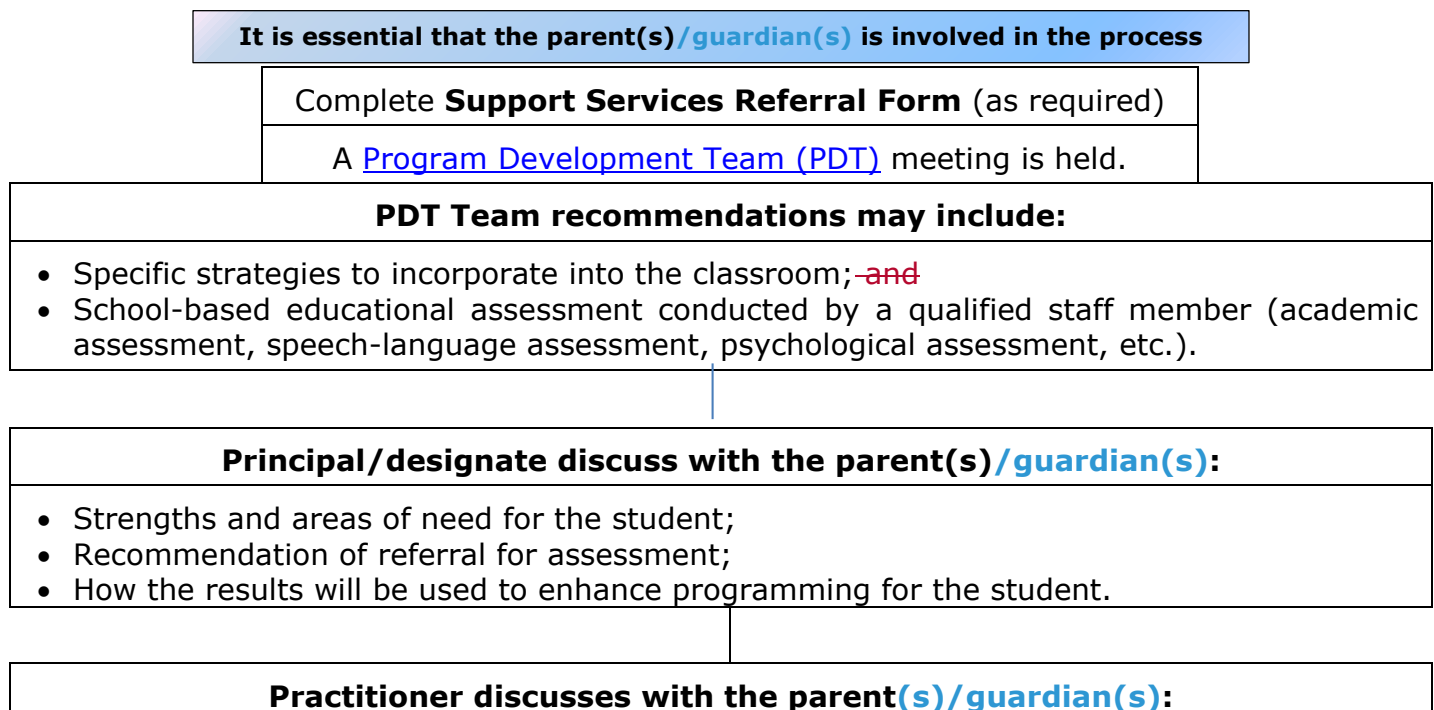 It is essential that the parent(s)/guardian(s) is involved in the process
Complete Support Services Referral Form (as required)
A Program Development Team (PDT) meeting is held.
PDT Team recommendations may include:
• Specific strategies to incorporate into the classroom; and
• School-based educational assessment conducted by a qualified staff member (academic
assessment, speech-language assessment, psychological assessment, etc.).
Principal/designate discuss with the parent(s)/guardian(s):
• Strengths and areas of need for the student;
• Recommendation of referral for assessment;
• How the results will be used to enhance programming for the student.
Practitioner discusses with the parent(s)/guardian(s):